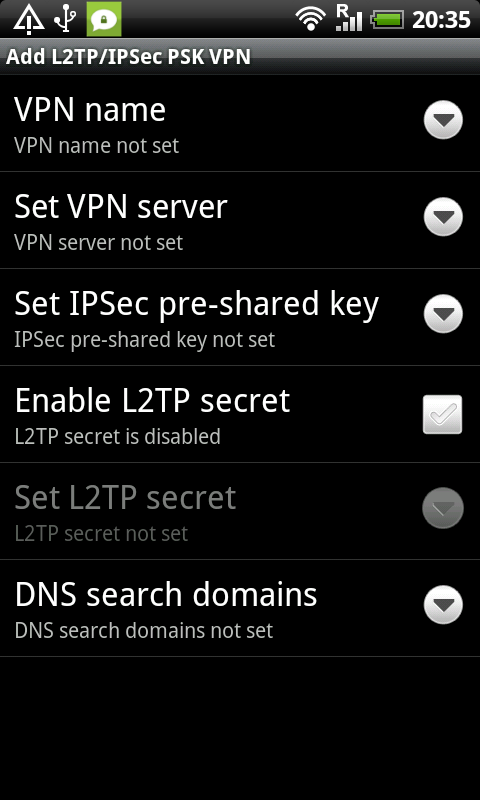 R 20:35
Add L2TP/IPSec PSK VPN
VPN name
VPN name not set
Set VPN server
VPN server not set
Set IPSec pre-shared key
IPSec pre-shared key not set
Enable L2TP secret
L2TP secret is disabled
Set L2TP secret
L2TP secret not set
DNS search domains
DNS search domains not set